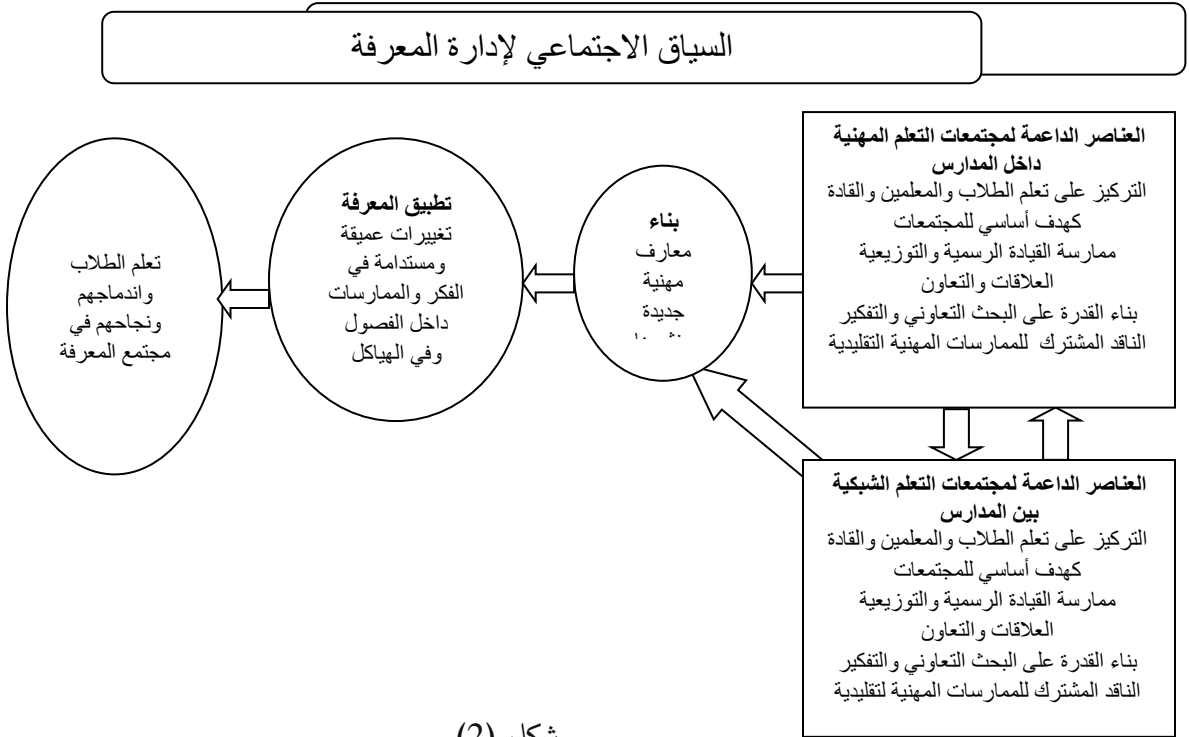 السياق الاجتماعي لإدارة المعرفة
العناصر الداعمة لمجتمعات التعلم المهنية
داخل المدارس
التركيز على تعلم الطلاب والمعلمين والقادة
كهدف أساسي للمجتمعات
ممارسة القيادة الرسمية والتوزيعية
العلاقات والتعاون
بناء القدرة على البحث التعاوني والتفكير
الناقد المشترك للممارسات المهنية التقليدية
بناء
معارف
مهنية
جديدة
تطبيق المعرفة
تغييرات عميقة
ومستدامة في
الفكر والممارسات
داخل الفصول
وفي الهياكل
تعلم الطلاب
واندماجهم
ونجاحهم في
مجتمع المعرفة
العناصر الداعمة لمجتمعات التعلم الشبكية
بين المدارس
التركيز على تعلم الطلاب والمعلمين والقادة
كهدف أساسي للمجتمعات
ممارسة القيادة الرسمية والتوزيعية
العلاقات والتعاون
بناء القدرة على البحث التعاوني والتفكير
الناقد المشترك للممارسات المهنية لتقليدية
شكل (2)